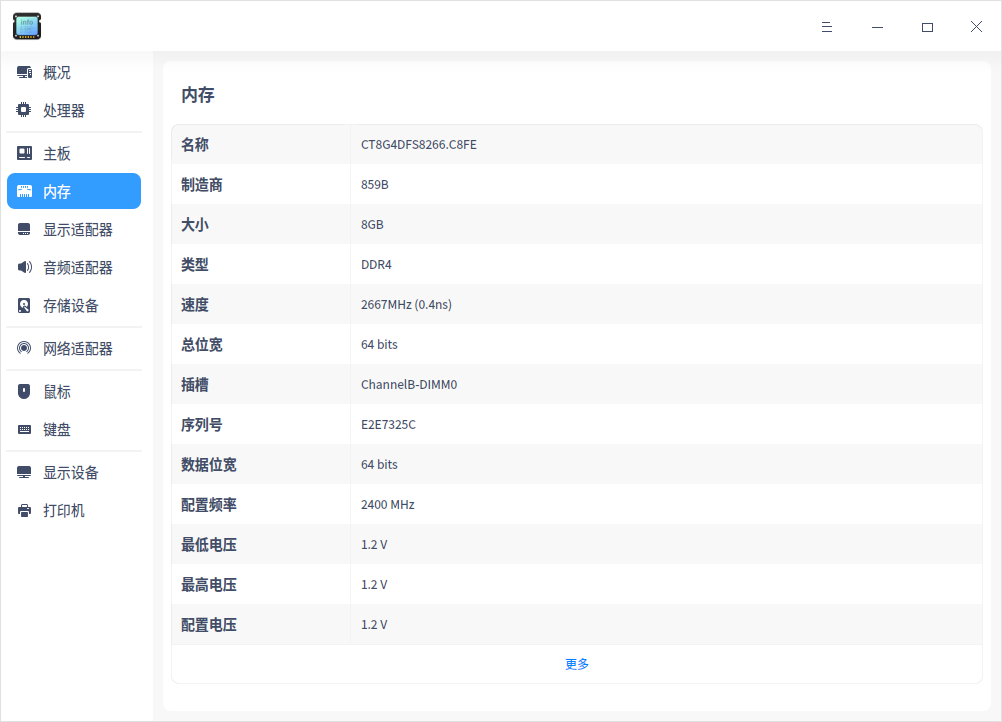 info
概况
处理器
主板
内存
显示适配器
音频适配器
存储设备
网络适配器
鼠标
键盘
显示设备
打印机
内存
名称 CT8G4DFS8266.C8FE
制造商 859B
大小 8GB
类型 DDR4
速度 2667MHz (0.4ns)
总位宽 64 bits
插槽 ChannelB-DIMM0
序列号 E2E7325C
数据位宽 64 bits
配置频率 2400 MHz
最低电压 1.2 V
最高电压 1.2 V
配置电压 1.2 V
更多